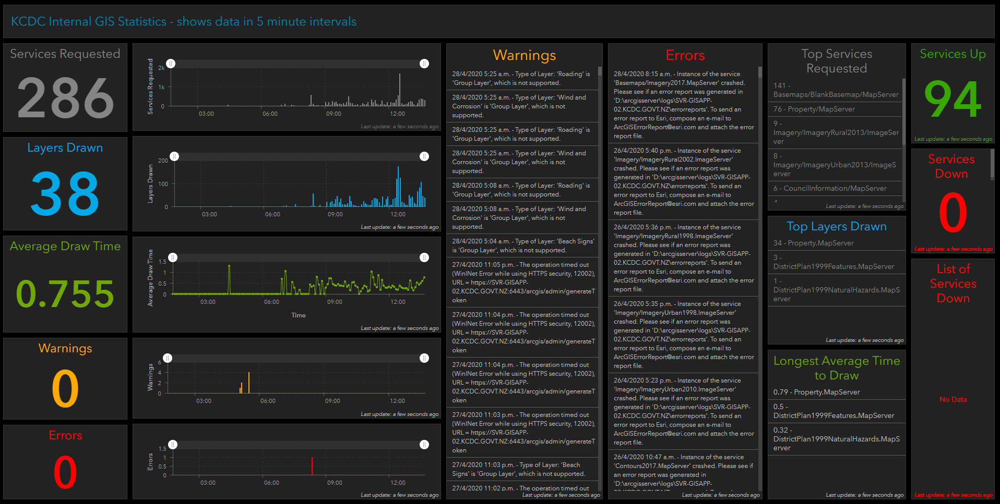 KCDC Internal GIS Statistics - shows data in 5 minute intervals
Services Requested
286
Layers Drawn
38
Average Draw Time
0.755
Warnings
0
Errors
0
Services Requested
2k
1k
0
03:00
06:00
09:00
12:00
Last update: a few seconds ago
Layers Drawn
200
100
0
03:00
06:00
09:00
12:00
Last update: a few seconds ago
Average Draw Time
1.5
1
0.5
0
03:00
06:00
09:00
12:00
Time
Last update: a few seconds ago
Warnings
6
4
2
0
03:00
06:00
09:00
12:00
Last update: a few seconds ago
Errors
1.5
1
0.5
0
03:00
06:00
09:00
12:00
Last update: a few seconds ago
Warnings
28/4/2020 5:25 a.m. - Type of Layer: 'Roading' is
'Group Layer', which is not supported.
28/4/2020 5:25 a.m. - Type of Layer: 'Wind and
Corrosion' is 'Group Layer', which is not
supported.
28/4/2020 5:25 a.m. - Type of Layer: 'Roading' is
'Group Layer', which is not supported.
28/4/2020 5:25 a.m. - Type of Layer: 'Wind and
Corrosion' is 'Group Layer', which is not
supported.
28/4/2020 5:08 a.m. - Type of Layer: 'Roading' is
'Group Layer', which is not supported.
28/4/2020 5:08 a.m. - Type of Layer: 'Wind and
Corrosion' is 'Group Layer', which is not
supported.
28/4/2020 5:04 a.m. - Type of Layer: 'Beach Signs'
is 'Group Layer', which is not supported.
27/4/2020 11:05 p.m. - The operation timed out
(WinINet Error while using HTTPS security, 12002),
URL = https://SVR-GISAPP-
02.KCDC.GOVT.NZ:6443/arcgis/admin/generateT
oken
27/4/2020 11:04 p.m. - The operation timed out
(WinINet Error while using HTTPS security, 12002),
URL = https://SVR-GISAPP-
02.KCDC.GOVT.NZ:6443/arcgis/admin/generateT
oken
27/4/2020 11:04 p.m. - The operation timed out
(WinINet Error while using HTTPS security, 12002),
URL = https://SVR-GISAPP-
02.KCDC.GOVT.NZ:6443/arcgis/admin/generateT
oken
27/4/2020 11:03 p.m. - The operation timed out
(WinINet Error while using HTTPS security, 12002),
URL = https://SVR-GISAPP-
02.KCDC.GOVT.NZ:6443/arcgis/admin/generateT
oken
27/4/2020 11:03 p.m. - Type of Layer: 'Beach
Signs' is 'Group Layer', which is not supported.
27/4/2020 11:02 p.m. - The operation timed out
Last update: a few seconds ago
Errors
28/4/2020 8:15 a.m. - Instance of the service
'Basemaps/Imagery2017.MapServer' crashed.
Please see if an error report was generated in
'D:\arcgisserver\logs\SVR-GISAPP-
02.KCDC.GOVT.NZ\errorreports'. To send an
error report to Esri, compose an e-mail to
ArcGISErrorReport@esri.com and attach the error
report file.
26/4/2020 5:40 p.m. - Instance of the service
'Imagery/ImageryRural2002.ImageServer'
crashed. Please see if an error report was
generated in 'D:\arcgisserver\logs\SVR-GISAPP-
02.KCDC.GOVT.NZ\errorreports'. To send an
error report to Esri, compose an e-mail to
ArcGISErrorReport@esri.com and attach the error
report file.
26/4/2020 5:36 p.m. - Instance of the service
'Imagery/ImageryRural1998.ImageServer'
crashed. Please see if an error report was
generated in 'D:\arcgisserver\logs\SVR-GISAPP-
02.KCDC.GOVT.NZ\errorreports'. To send an
error report to Esri, compose an e-mail to
ArcGISErrorReport@esri.com and attach the error
report file.
26/4/2020 5:35 p.m. - Instance of the service
'Imagery/ImageryUrban1998.ImageServer'
crashed. Please see if an error report was
generated in 'D:\arcgisserver\logs\SVR-GISAPP-
02.KCDC.GOVT.NZ\errorreports'. To send an
error report to Esri, compose an e-mail to
ArcGISErrorReport@esri.com and attach the error
report file.
26/4/2020 5:23 p.m. - Instance of the service
'Imagery/ImageryUrban2010.ImageServer'
crashed. Please see if an error report was
generated in 'D:\arcgisserver\logs\SVR-GISAPP-
02.KCDC.GOVT.NZ\errorreports'. To send an
error report to Esri, compose an e-mail to
ArcGISErrorReport@esri.com and attach the error
report file.
26/4/2020 10:47 a.m. - Instance of the service
'Contours2017.MapServer' crashed. Please see if
an error report was generated in
'D:\arcgisserver\logs\SVR-GISAPP-
Last update: a few seconds ago
Top Services
Requested
141 -
Basemaps/BlankBasemap/MapServer
76 - Property/MapServer
9 -
Imagery/ImageryRural2013/ImageSer
ver
8 -
Imagery/ImageryUrban2013/ImageS
erver
6 - CouncilInformation/MapServer
Last update: a few seconds ago
Top Layers Drawn
34 - Property.MapServer
3 -
DistrictPlan1999Features.MapServer
1 -
DistrictPlan1999NaturalHazards.MapS
erver
Last update: a few seconds ago
Longest Average Time
to Draw
0.79 - Property.MapServer
0.5 -
DistrictPlan1999Features.MapServer
0.32 -
DistrictPlan1999NaturalHazards.MapS
erver
Last update: a few seconds ago
Services Up
94
Last update: a few seconds ago
Services
Down
0
Last update: a few seconds ago
List of
Services
Down
No Data
Last update: a few seconds ago